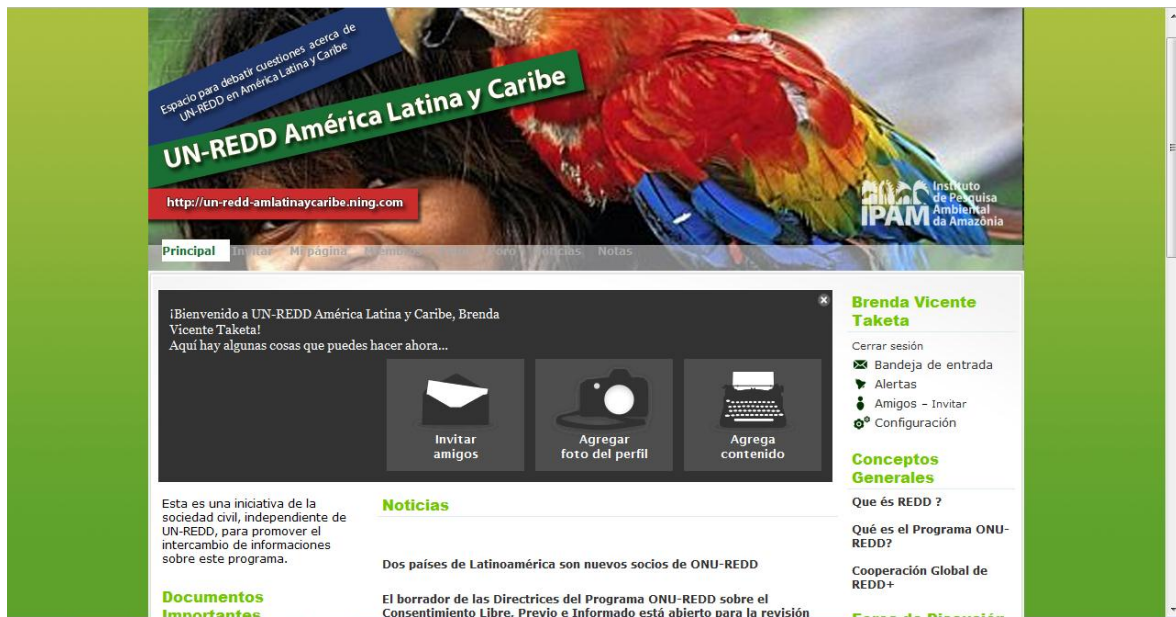 Espacio para debatir cuestiones acerca de
UN-REDD en América Latina y Caribe
UN-REDD América Latina y Caribe
http://un-redd-amlatinaycaribe.ning.com
IPAM
Instituto
de Pesquisa
Ambiental
da Amazônia
Principal Invitar Mi página Notas
¡Bienvenido a UN-REDD América Latina y Caribe, Brenda
Vicente Taketa!
Aquí hay algunas cosas que puedes hacer ahora...
Invitar
amigos
Agregar
foto del perfil
Agrega
contenido
Esta es una iniciativa de la
sociedad civil, independiente de
UN-REDD, para promover el
intercambio de informaciones
sobre este programa.
Documentos
Importantes
Noticias
Dos países de Latinoamérica son nuevos socios de ONU-REDD
El borrador de las Directrices del Programa ONU-REDD sobre el
Consentimiento Libre, Previo e Informado está abierto para la revisión
Brenda Vicente
Taketa
Cerrar sesión
Bandeja de entrada
Alertas
Amigos - Invitar
Configuración
Conceptos
Generales
Que és REDD ?
Qué es el Programa ONU-
REDD?
Cooperación Global de
REDD+
Foros de Discusión